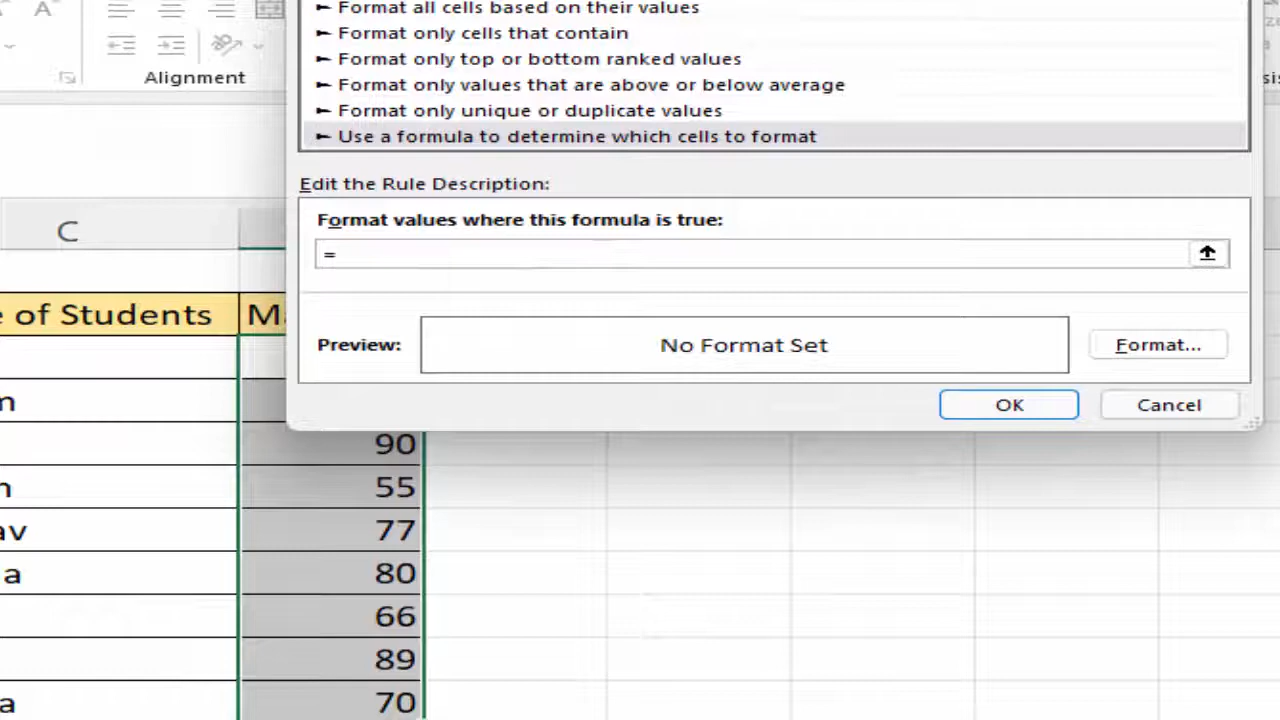 A
Alignment
Format all cells based on their values
Format only cells that contain
Format only top or bottom ranked values
Format only values that are above or below average
Format only unique or duplicate values
Use a formula to determine which cells to format
Edit the Rule Description:
Format values where this formula is true:
=
Preview:
No Format Set
Format...
OK
Cancel
C
of Students
90
55
77
80
66
89
70